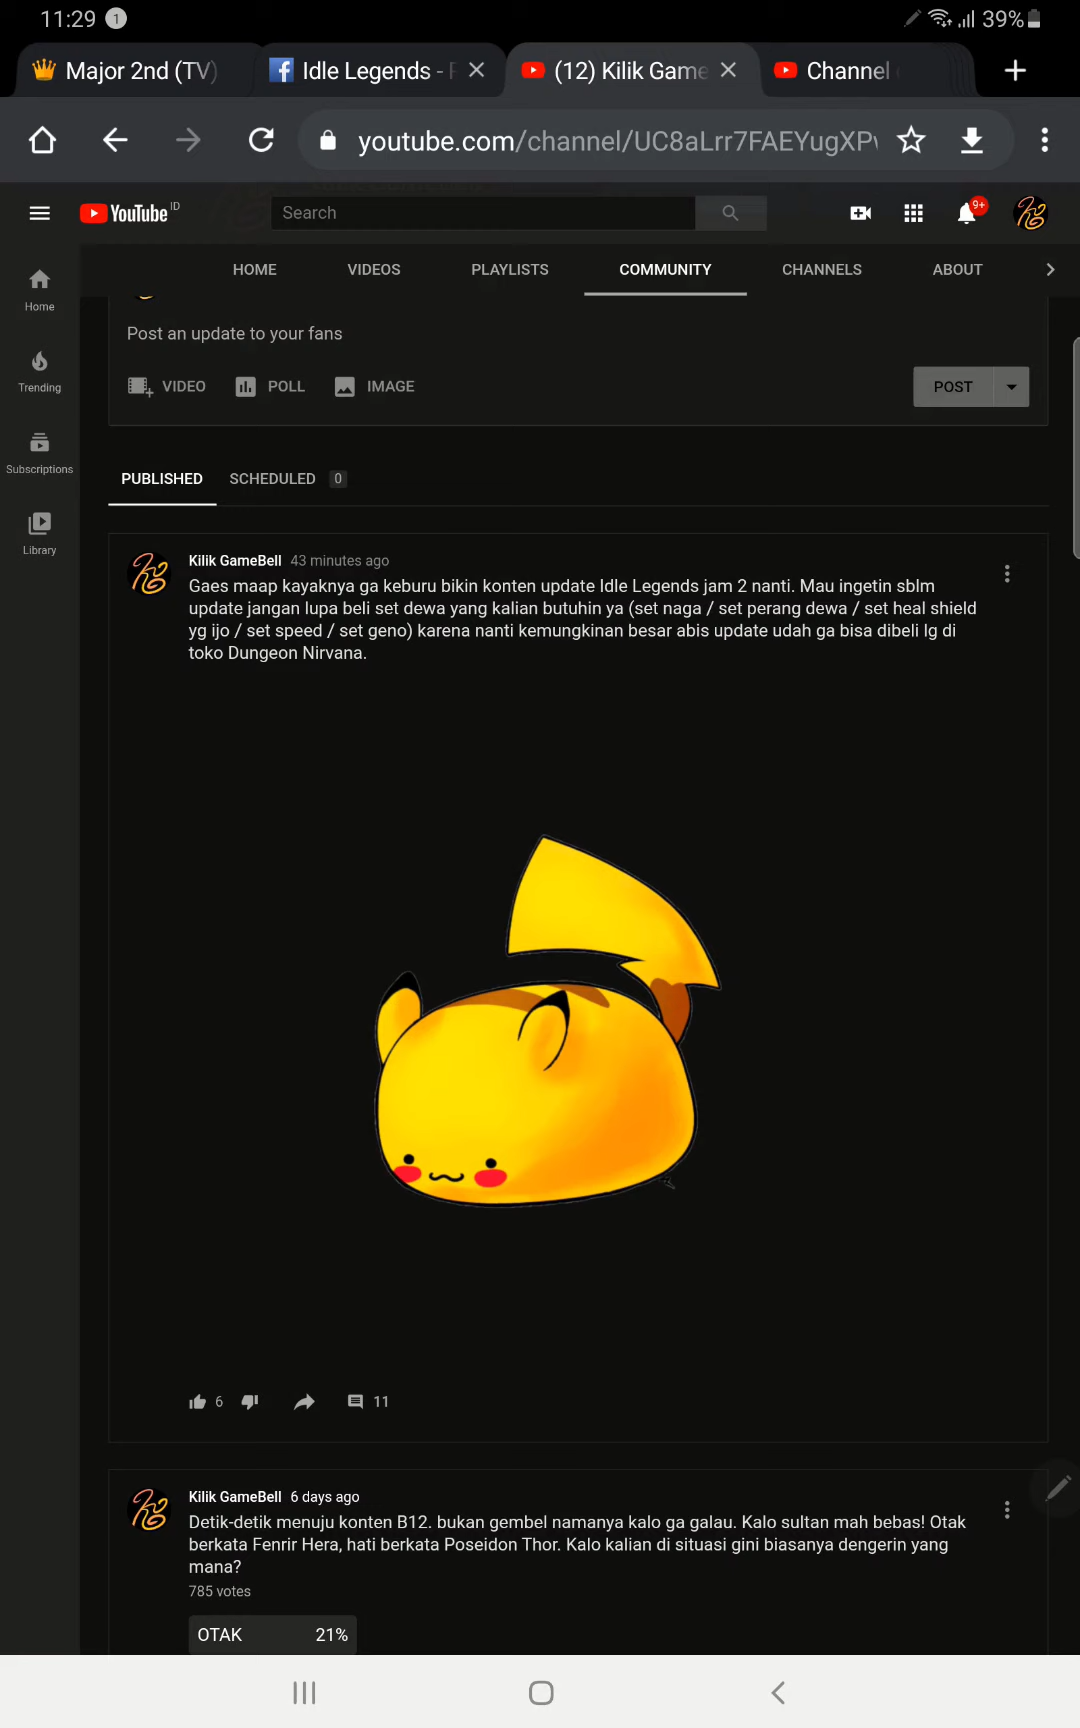 11:29 1 39%
Major 2nd (TV) Idle Legends - (12) Kilik Game Channel
youtube.com/channel/UC8aLrr7FAEYugXP
YouTube ID Search 9+
HOME VIDEOS PLAYLISTS COMMUNITY CHANNELS ABOUT
Home
Trending
Subscriptions
Library
Post an update to your fans
VIDEO POLL IMAGE POST
PUBLISHED SCHEDULED 0
Kilik GameBell 43 minutes ago
Gaes maap kayaknya ga keburu bikin konten update Idle Legends jam 2 nanti. Mau ingetin sblm
update jangan lupa beli set dewa yang kalian butuhin ya (set naga / set perang dewa / set heal shield
yg ijo / set speed / set geno) karena nanti kemungkinan besar abis update udah ga bisa dibeli lg di
toko Dungeon Nirvana.
6 11
Kilik GameBell 6 days ago
Detik-detik menuju konten B12. bukan gembel namanya kalo ga galau. Kalo sultan mah bebas! Otak
berkata Fenrir Hera, hati berkata Poseidon Thor. Kalo kalian di situasi gini biasanya dengerin yang
mana?
785 votes
OTAK 21%